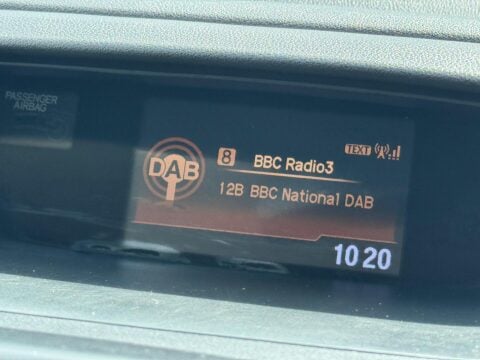 PASSENGER
AIRBAG
DAB
8 BBC Radio3
TEXT
12B BBC National DAB
10 20